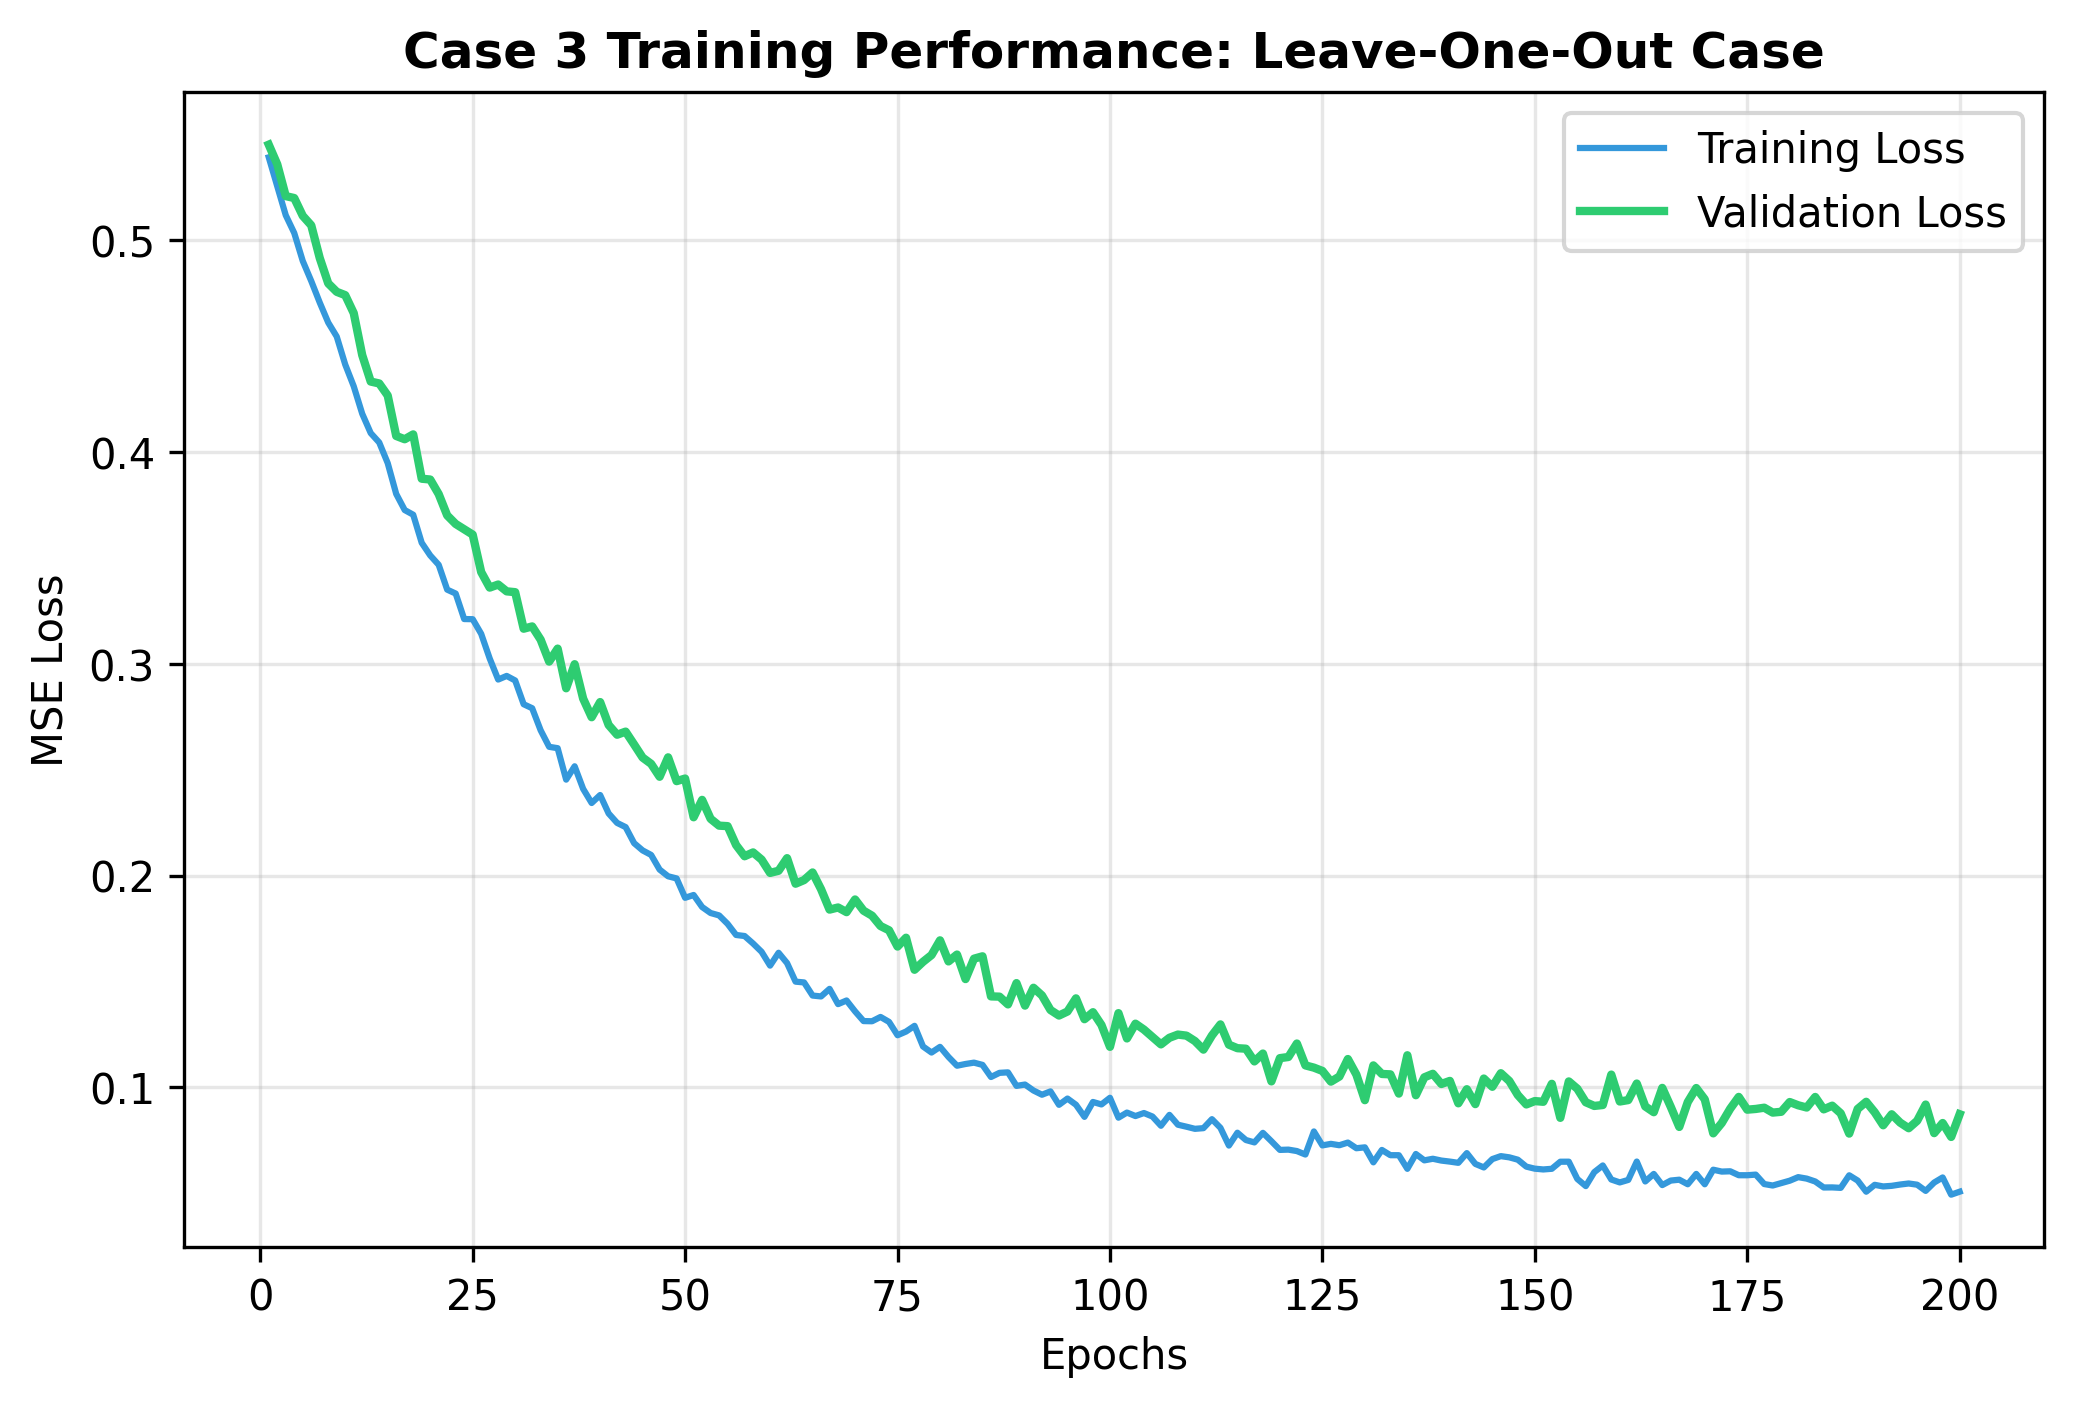 Case 3 Training Performance: Leave-One-Out Case
Training Loss
Validation Loss
MSE Loss
0.5
0.4
0.3
0.2
0.1
0 25 50 75 100 125 150 175 200
Epochs